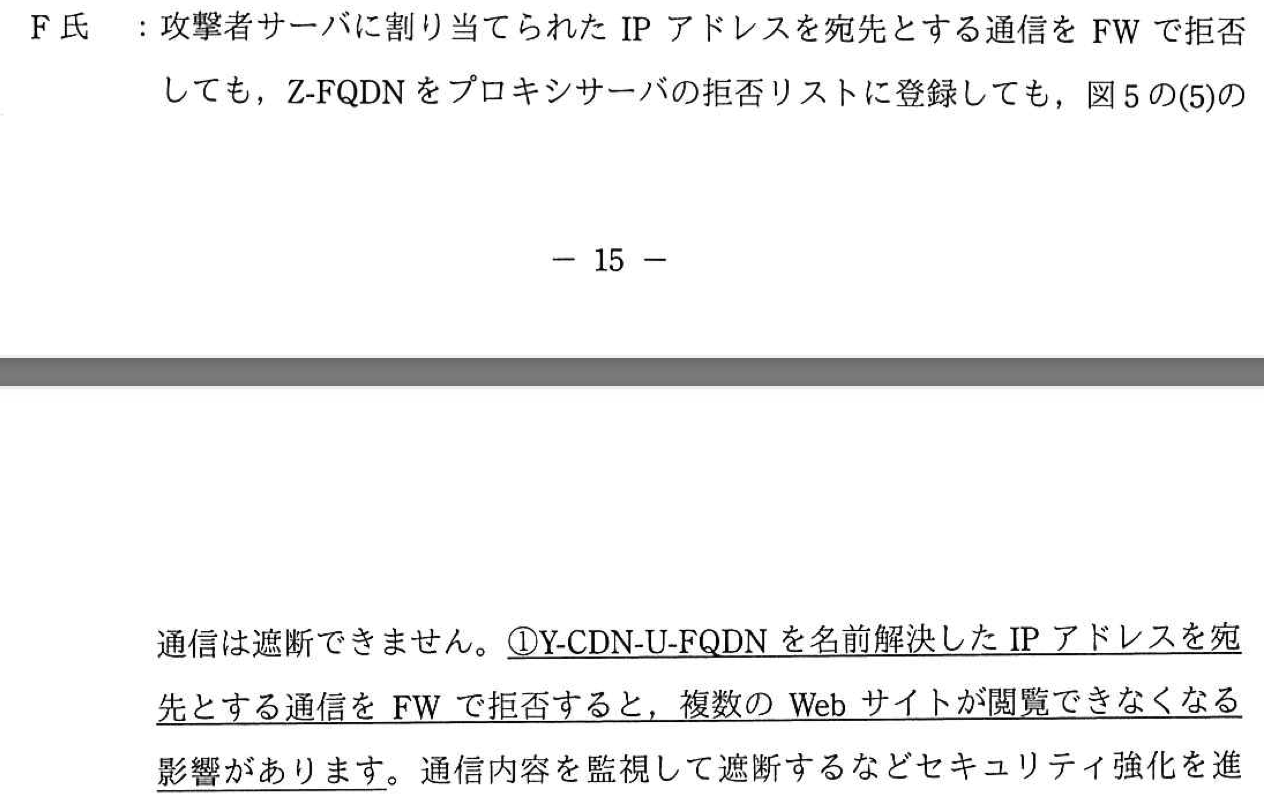 F 氏 ：攻撃者サーバに割り当てられた IP アドレスを宛先とする通信を FW で拒否
しても，Z-FQDN をプロキシサーバの拒否リストに登録しても，図 5 の(5)の
－ 15 －
通信は遮断できません。①Y-CDN-U-FQDN を名前解決した IP アドレスを宛
先とする通信を FW で拒否すると，複数の Web サイトが閲覧できなくなる
影響があります。通信内容を監視して遮断するなどセキュリティ強化を進